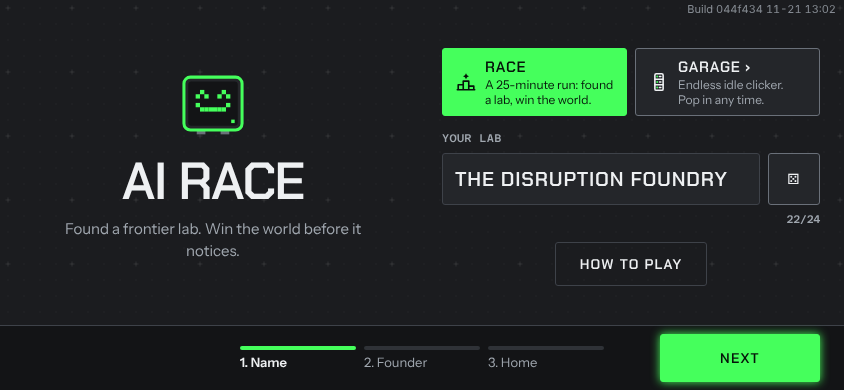 Build 044f434 11-21 13:02
AI RACE
Found a frontier lab. Win the world before it
notices.
RACE
A 25-minute run: found
a lab, win the world.
GARAGE ›
Endless idle clicker.
Pop in any time.
YOUR LAB
THE DISRUPTION FOUNDRY
22/24
HOW TO PLAY
1. Name
2. Founder
3. Home
NEXT